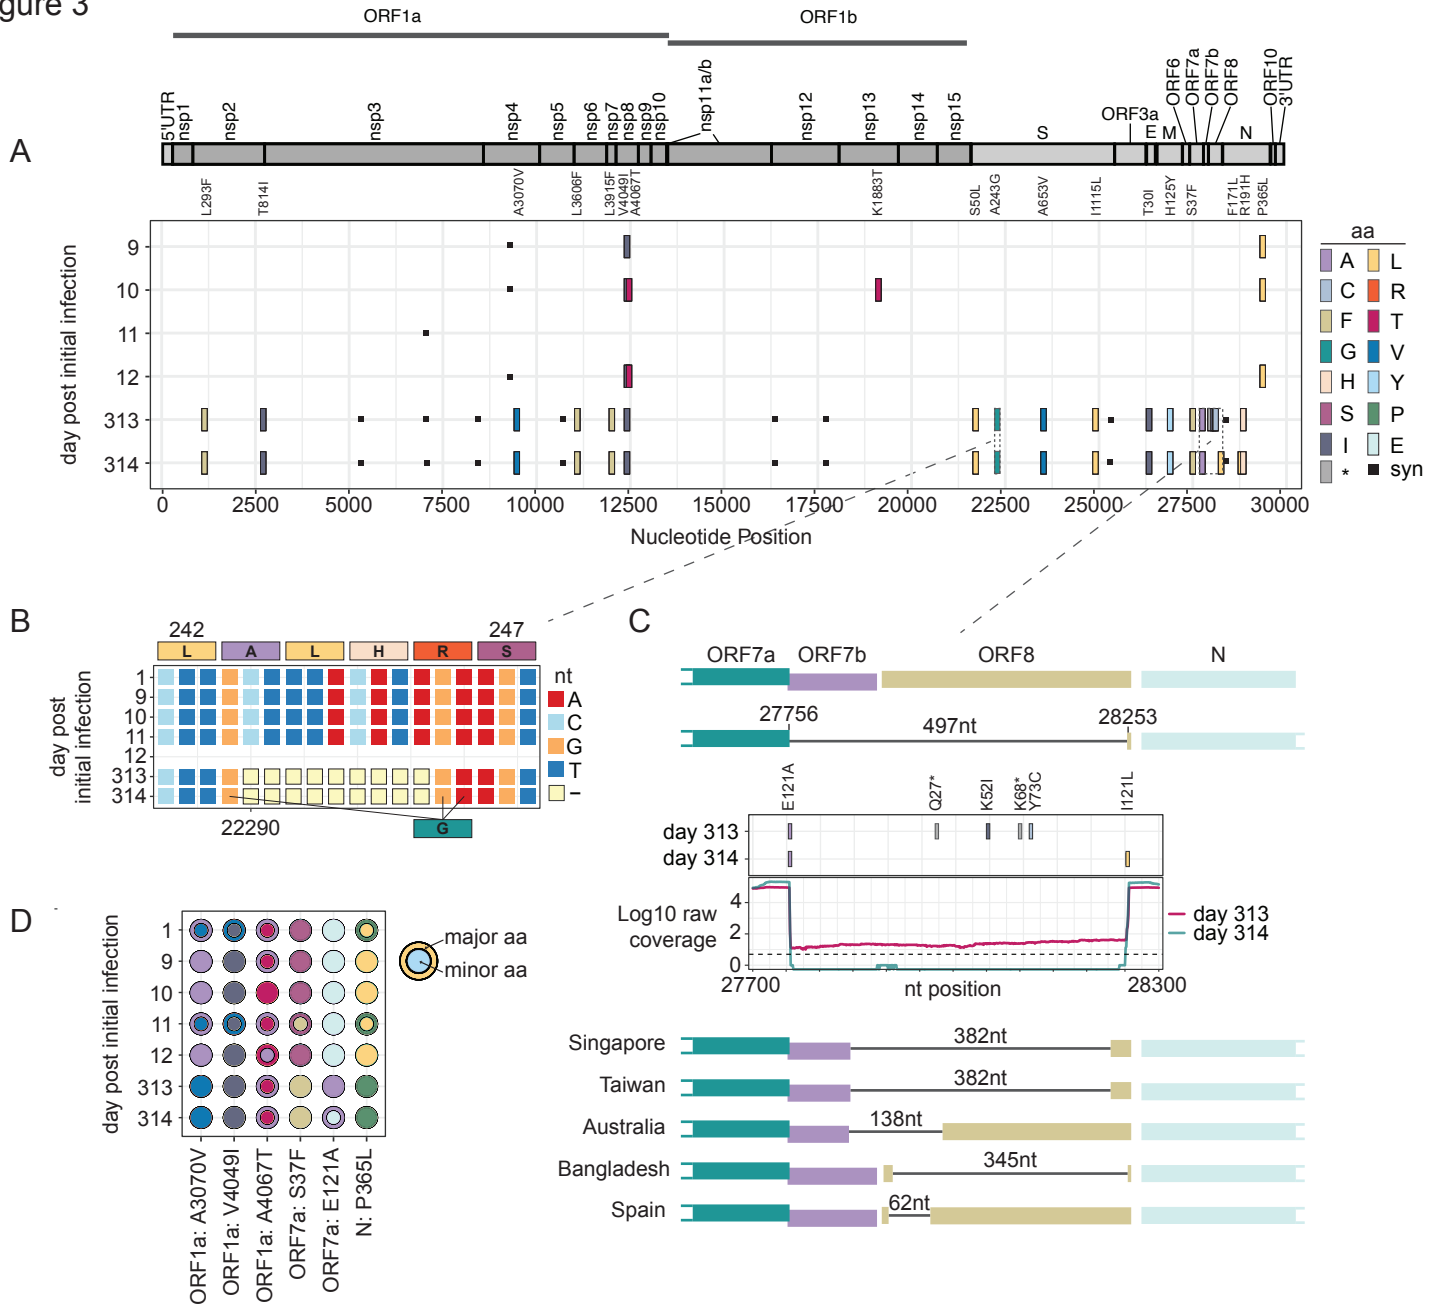 gure 3
ORF1a
ORF1b
5'UTR
nsp1
nsp2
nsp3
nsp4
nsp5
nsp6
nsp7
nsp8
nsp9
nsp10
nsp11a/b
nsp12
nsp13
nsp14
nsp15
S
ORF3a
E
M
ORF6
ORF7a
ORF7b
ORF8
N
ORF10
3'UTR
A
L293F
T814I
A3070V
L3606F
L3915F
V4049I
A4067T
K1883T
S50L
A243G
A653V
I1115L
T30I
H125Y
S37F
F171L
R191H
P365L
day post initial infection
9
10
11
12
313
314
0 2500 5000 7500 10000 12500 15000 17500 20000 22500 25000 27500 30000
Nucleotide Position
aa
A L
C R
F T
G V
H Y
S P
I E
* syn
B
242 247
L A L H R S
day post
initial infection
1
9
10
11
12
313
314
22290
G
nt
A
C
G
T
–
C
ORF7a ORF7b ORF8 N
27756 497nt 28253
E121A
Q27*
K52I
K68*
Y73C
I121L
day 313
day 314
Log10 raw
coverage
4
2
0
27700 nt position 28300
day 313
day 314
Singapore 382nt
Taiwan 382nt
Australia 138nt
Bangladesh 345nt
Spain 62nt
D
day post initial infection
1
9
10
11
12
313
314
major aa
minor aa
ORF1a: A3070V
ORF1a: V4049I
ORF1a: A4067T
ORF7a: S37F
ORF7a: E121A
N: P365L